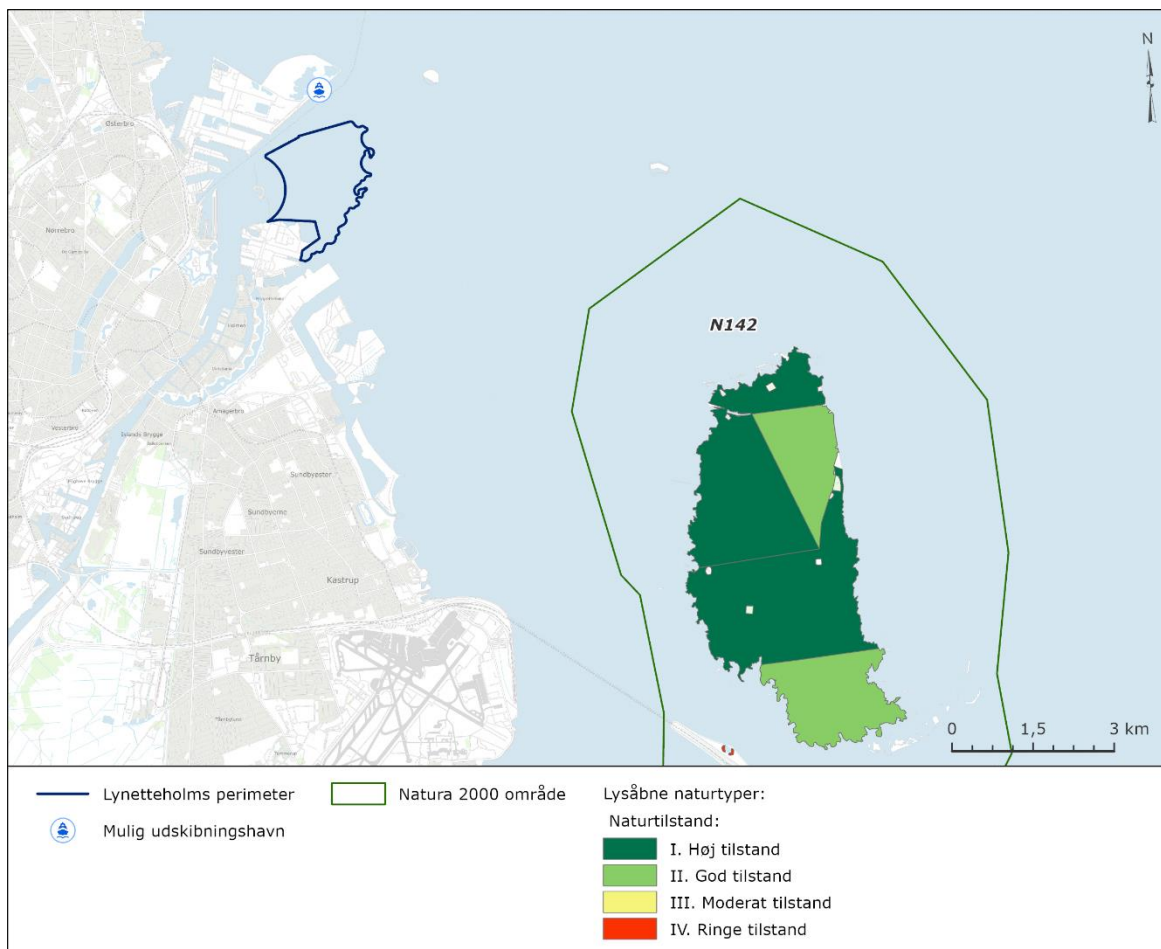 N
Østerbro
Nørrebro
N142
Islands Brygge
Amagerbro
Sundbyøster
Sundbyvester
Kastrup
Tårnby
0 1,5 3 km
Lynetteholms perimeter
Mulig udskibningshavn
Natura 2000 område
Lysåbne naturtyper:
Naturtilstand:
I. Høj tilstand
II. God tilstand
III. Moderat tilstand
IV. Ringe tilstand